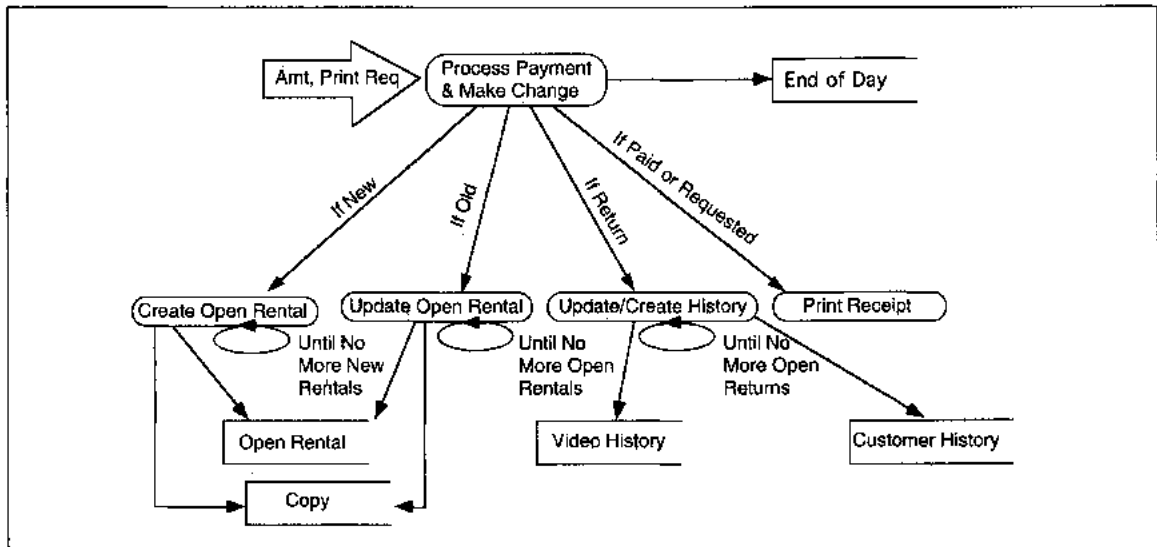 Amt, Print Req
Process Payment
& Make Change
End of Day
If New
If Old
If Return
If Paid or Requested
Create Open Rental
Update Open Rental
Update/Create History
Print Receipt
Until No
More New
Rentals
Until No
More Open
Rentals
Until No
More Open
Returns
Open Rental
Video History
Customer History
Copy